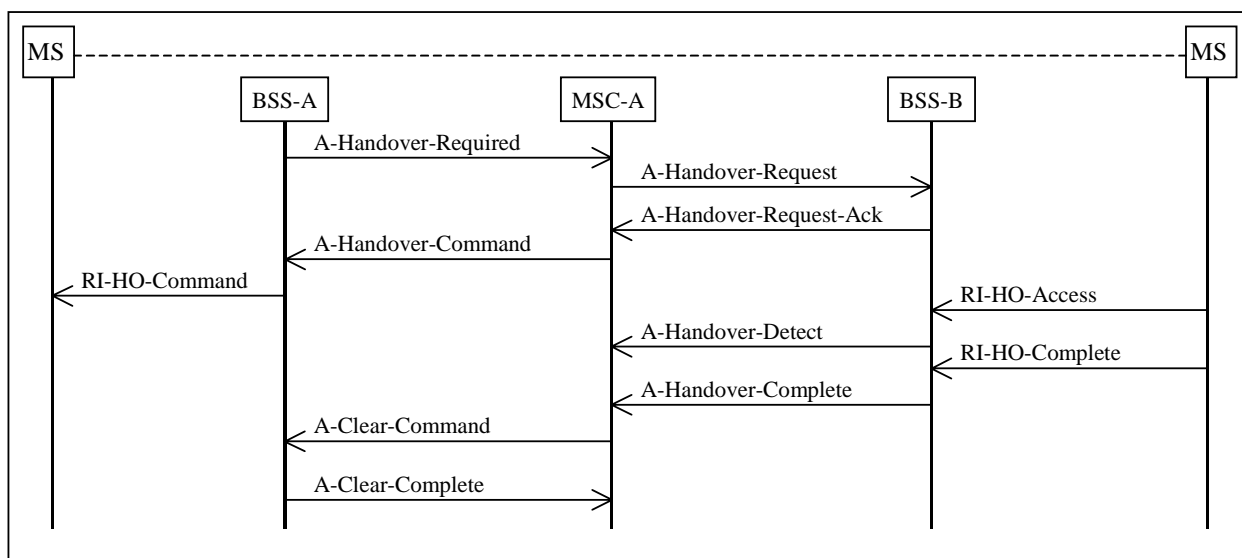 MS
MS
BSS-A
MSC-A
BSS-B
A-Handover-Required
A-Handover-Request
A-Handover-Request-Ack
A-Handover-Command
RI-HO-Command
RI-HO-Access
A-Handover-Detect
RI-HO-Complete
A-Handover-Complete
A-Clear-Command
A-Clear-Complete